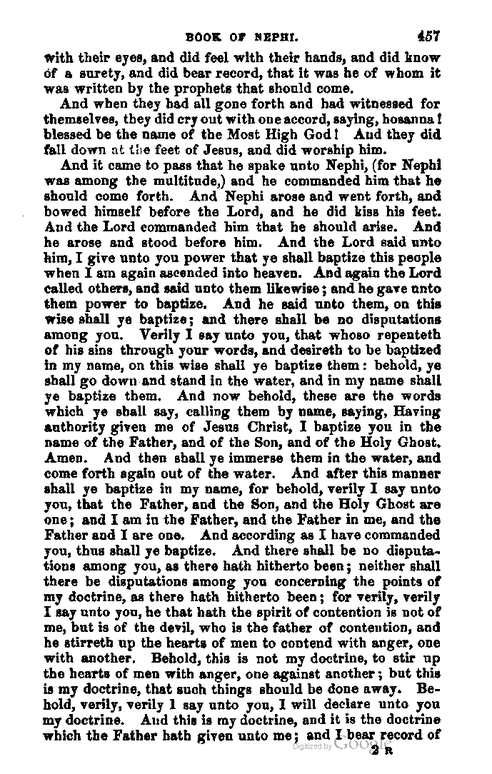 BOOK OF NEPHI. 457
with their eyes, and did feel with their hands, and did know
of a surety, and did bear record, that it was he of whom it
was written by the prophets that should come.
And when they had all gone forth and had witnessed for
themselves, they did cry out with one accord, saying, hosanna!
blessed be the name of the Most High God! And they did
fall down at the feet of Jesus, and did worship him.
And it came to pass that he spake unto Nephi, (for Nephi
was among the multitude,) and he commanded him that he
should come forth. And Nephi arose and went forth, and
bowed himself before the Lord, and he did kiss his feet.
And the Lord commanded him that he should arise. And
he arose and stood before him. And the Lord said unto
him, I give unto you power that ye shall baptize this people
when I am again ascended into heaven. And again the Lord
called others, and said unto them likewise; and he gave unto
them power to baptize. And he said unto them, on this
wise shall ye baptize; and there shall be no disputations
among you. Verily I say unto you, that whoso repenteth
of his sins through your words, and desireth to be baptized
in my name, on this wise shall ye baptize them: behold, ye
shall go down and stand in the water, and in my name shall
ye baptize them. And now behold, these are the words
which ye shall say, calling them by name, saying, Having
authority given me of Jesus Christ, I baptize you in the
name of the Father, and of the Son, and of the Holy Ghost.
Amen. And then shall ye immerse them in the water, and
come forth again out of the water. And after this manner
shall ye baptize in my name, for behold, verily I say unto
you, that the Father, and the Son, and the Holy Ghost are
one; and I am in the Father, and the Father in me, and the
Father and I are one. And according as I have commanded
you, thus shall ye baptize. And there shall be no disputa-
tions among you, as there hath hitherto been; neither shall
there be disputations among you concerning the points of
my doctrine, as there hath hitherto been; for verily, verily
I say unto you, he that hath the spirit of contention is not of
me, but is of the devil, who is the father of contention, and
he stirreth up the hearts of men to contend with anger, one
with another. Behold, this is not my doctrine, to stir up
the hearts of men with anger, one against another; but this
is my doctrine, that such things should be done away. Be-
hold, verily, verily I say unto you, I will declare unto you
my doctrine. And this is my doctrine, and it is the doctrine
which the Father hath given unto me; and I bear record of
Digitized by Google
2 R